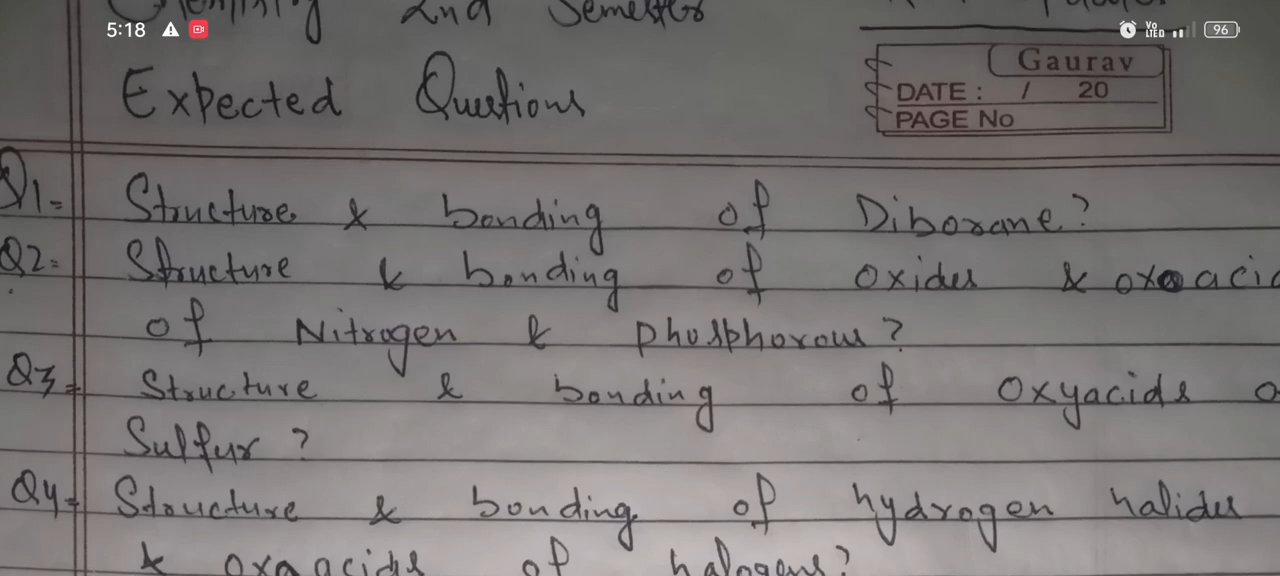 2nd Semester
5:18
96
Expected Questions
Gaurav
DATE : / 20
PAGE No
Q1= Structure & bonding of Diborane?
Q2= Structure & bonding of oxides & oxoacid
of Nitrogen & Phosphorous?
Q3= Structure & bonding of Oxyacids o
Sulfur?
Q4= Structure & bonding of hydrogen halides
& oxoacids of halogens?